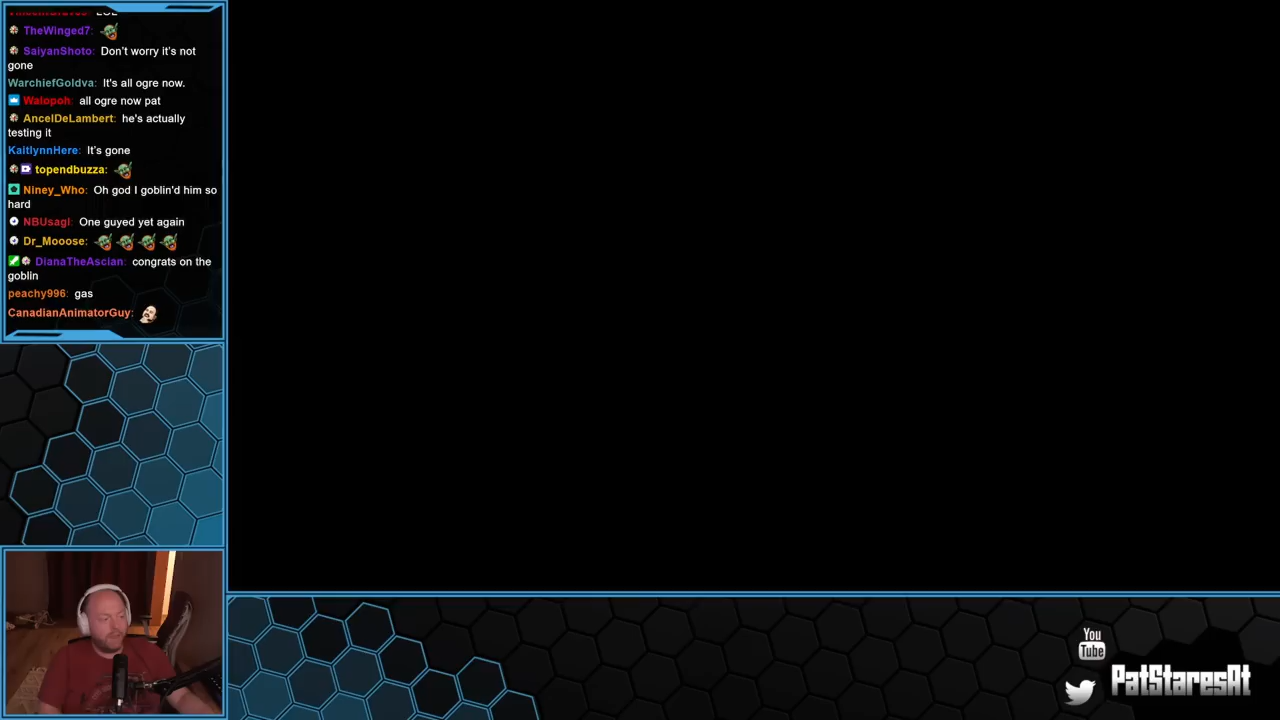 TheWinged7:
SaiyanShoto: Don't worry it's not
gone
WarchiefGoldva: It's all ogre now.
Walopoh: all ogre now pat
AncelDeLambert: he's actually
testing it
KaitlynnHere: It's gone
topendbuzza:
Niney_Who: Oh god I goblin'd him so
hard
NBUsagi: One guyed yet again
Dr_Mooose:
DianaTheAscian: congrats on the
goblin
peachy996: gas
CanadianAnimatorGuy:
You
Tube
PatStaresAt